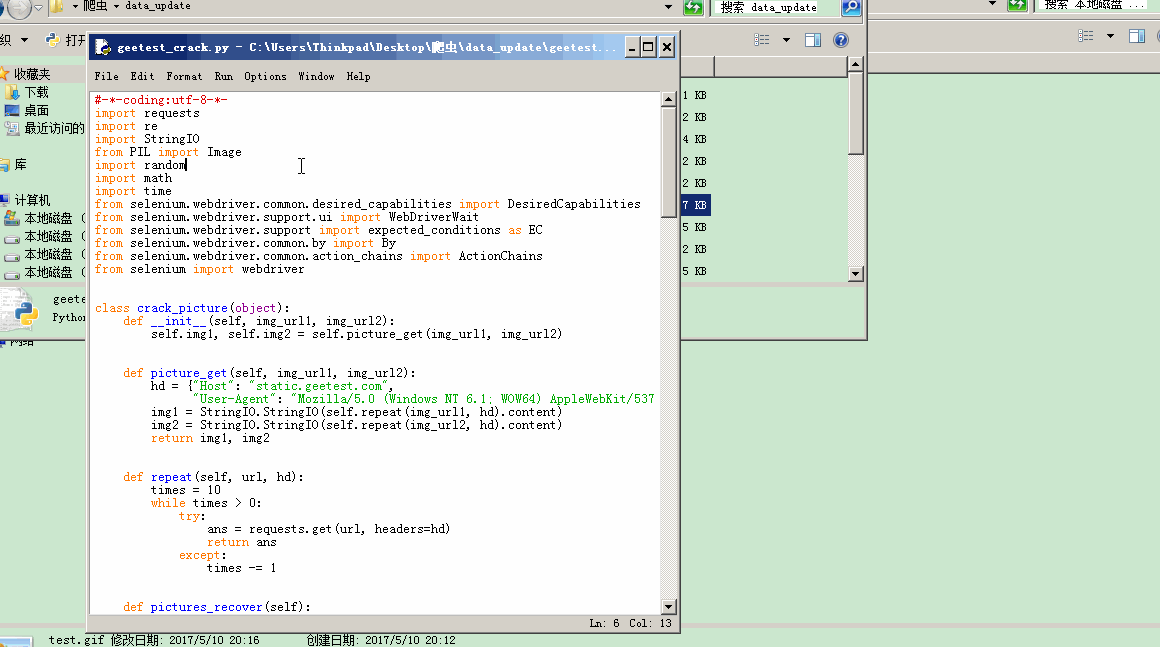 爬虫 data_update
搜索 data_update
搜索 本地磁盘 ...
织
打开
收藏夹
下载
桌面
最近访问的
库
计算机
本地磁盘 (
本地磁盘 (
本地磁盘 (
本地磁盘 (
geete
Python
网络
geetest_crack.py - C:\Users\Thinkpad\Desktop\爬虫\data_update\geetest...
File Edit Format Run Options Window Help
#-*-coding:utf-8-*-
import requests
import re
import StringIO
from PIL import Image
import random
import math
import time
from selenium.webdriver.common.desired_capabilities import DesiredCapabilities
from selenium.webdriver.support.ui import WebDriverWait
from selenium.webdriver.support import expected_conditions as EC
from selenium.webdriver.common.by import By
from selenium.webdriver.common.action_chains import ActionChains
from selenium import webdriver
class crack_picture(object):
def __init__(self, img_url1, img_url2):
self.img1, self.img2 = self.picture_get(img_url1, img_url2)
def picture_get(self, img_url1, img_url2):
hd = {"Host": "static.geetest.com",
"User-Agent": "Mozilla/5.0 (Windows NT 6.1; WOW64) AppleWebKit/537
img1 = StringIO.StringIO(self.repeat(img_url1, hd).content)
img2 = StringIO.StringIO(self.repeat(img_url2, hd).content)
return img1, img2
def repeat(self, url, hd):
times = 10
while times > 0:
try:
ans = requests.get(url, headers=hd)
return ans
except:
times -= 1
def pictures_recover(self):
Ln: 6 Col: 13
1 KB
2 KB
4 KB
2 KB
2 KB
7 KB
5 KB
2 KB
5 KB
test.gif 修改日期: 2017/5/10 20:16 创建日期: 2017/5/10 20:12